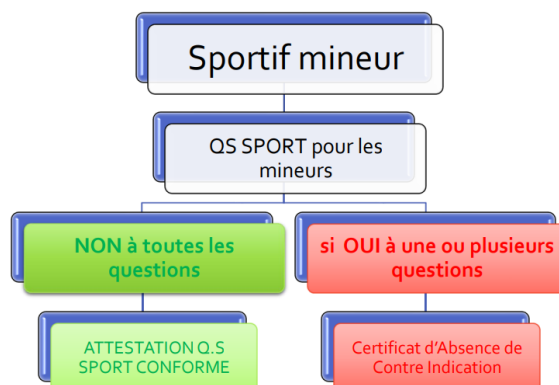 Sportif mineur
QS SPORT pour les
mineurs
NON à toutes les
questions
si OUI à une ou plusieurs
questions
ATTESTATION Q.S
SPORT CONFORME
Certificat d'Absence de
Contre Indication